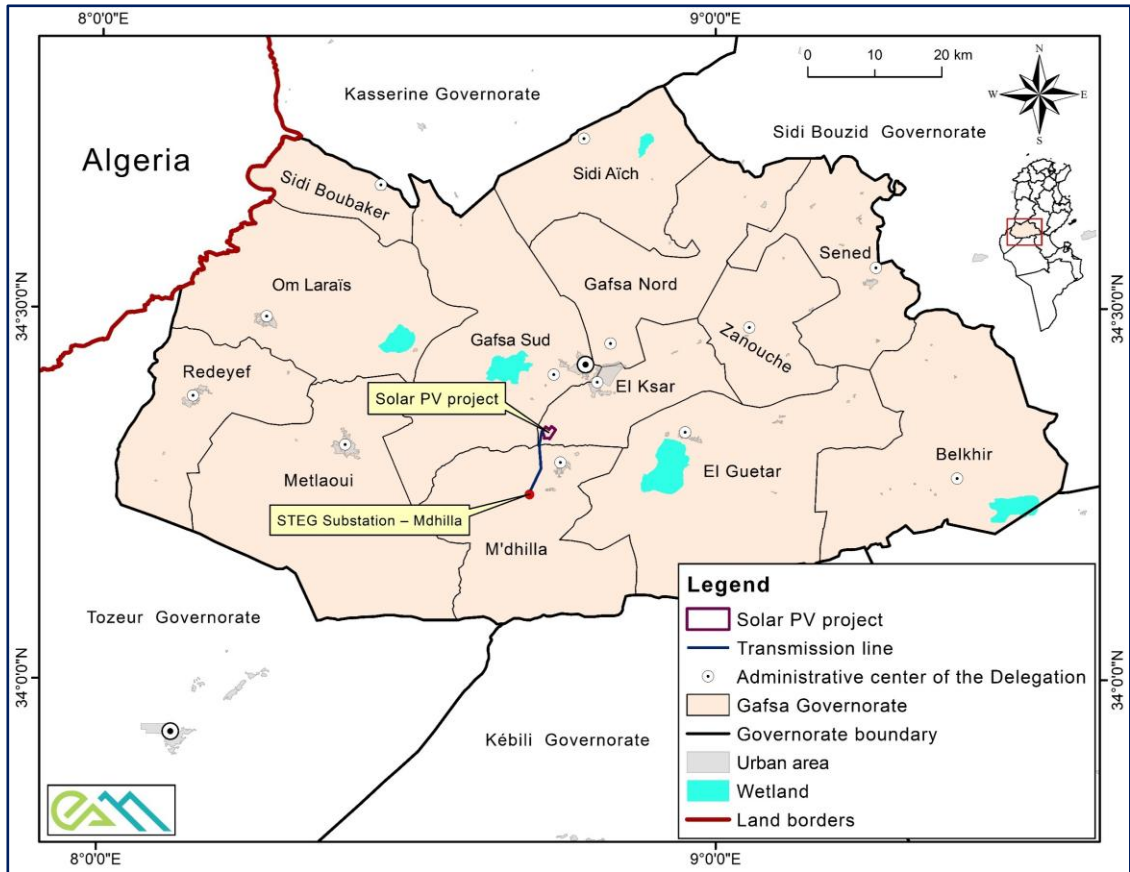 8°0'0"E
9°0'0"E
0 10 20 km
N
W E
S
Kasserine Governorate
Sidi Bouzid Governorate
Algeria
Sidi Aïch
Sidi Boubaker
Sened
Om Laraïs
Gafsa Nord
34°30'0"N
34°30'0"N
Zanouche
Gafsa Sud
Redeyef
El Ksar
Solar PV project
Belkhir
El Guetar
Metlaoui
STEG Substation – Mdhilla
M'dhilla
Tozeur Governorate
Kébili Governorate
34°0'0"N
34°0'0"N
Legend
Solar PV project
Transmission line
Administrative center of the Delegation
Gafsa Governorate
Governorate boundary
Urban area
Wetland
Land borders
8°0'0"E
9°0'0"E